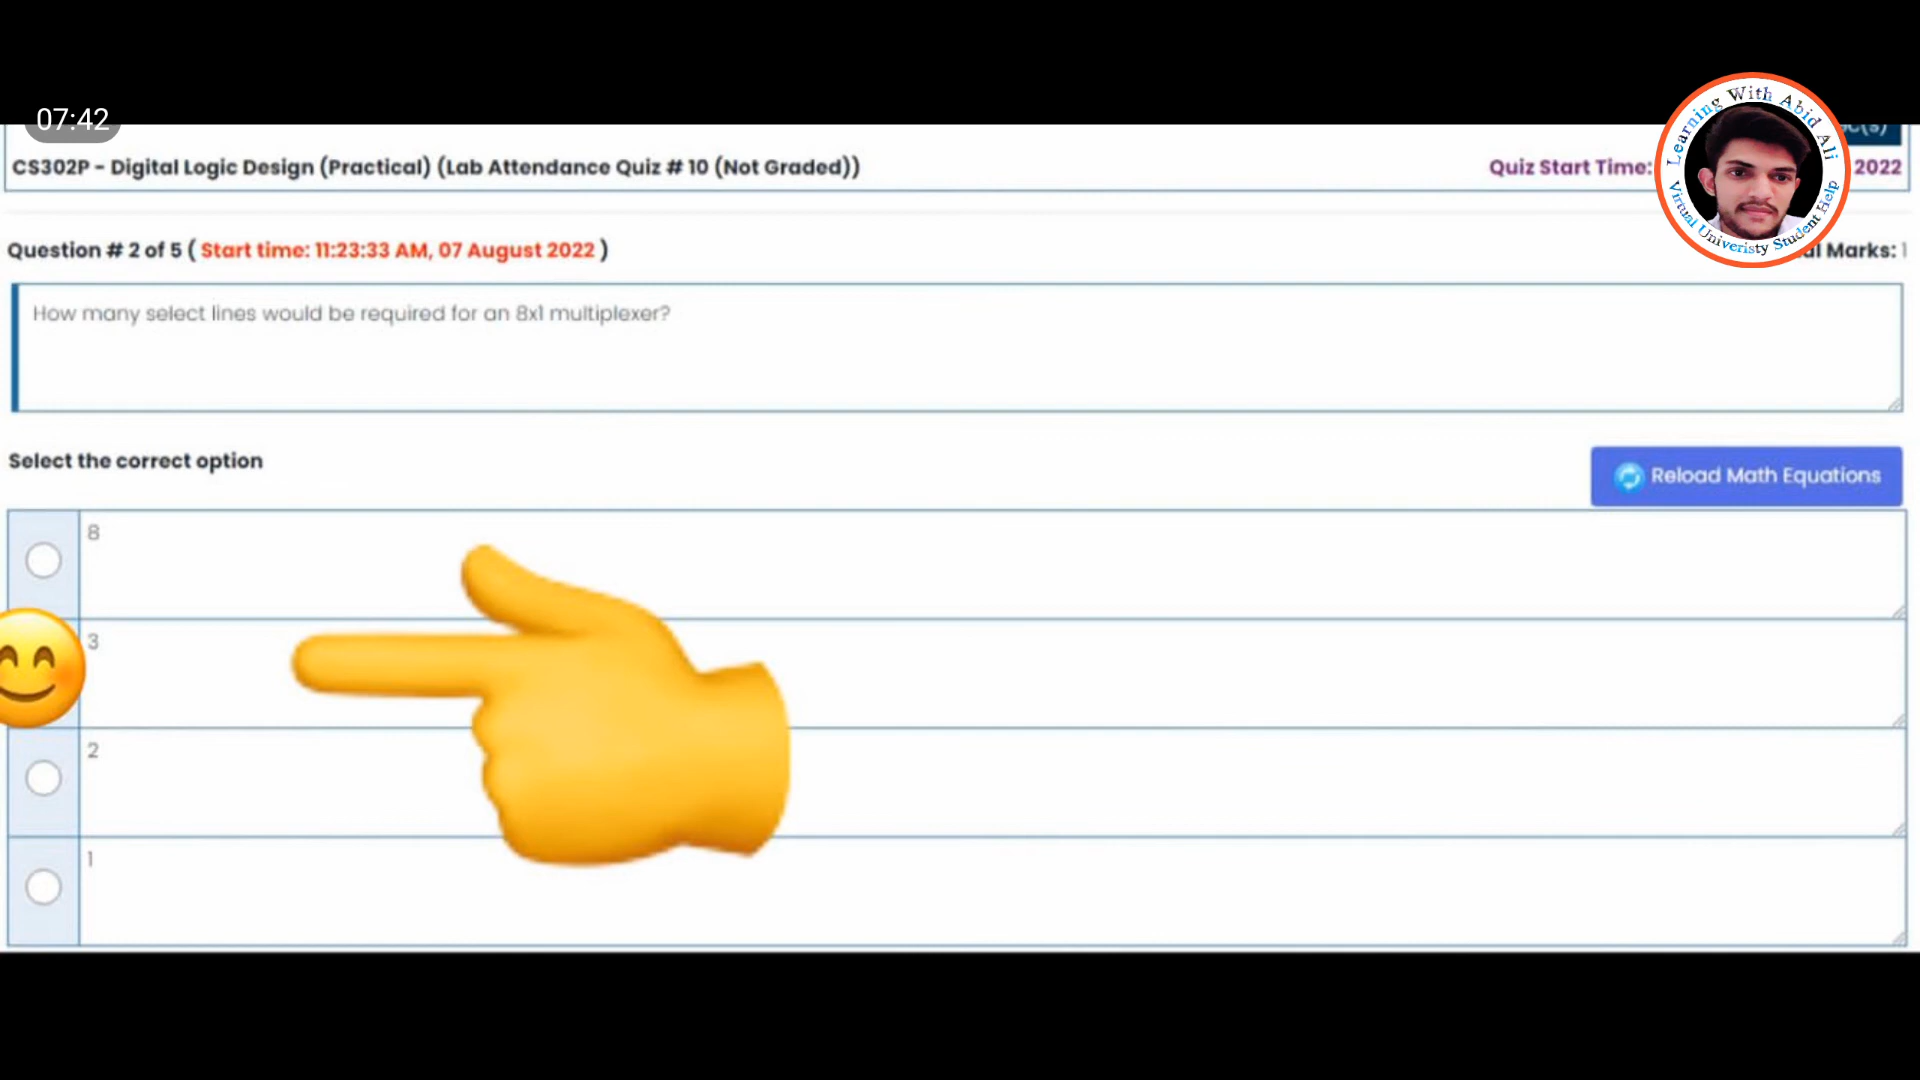 07:42
CS302P - Digital Logic Design (Practical) (Lab Attendance Quiz # 10 (Not Graded))
Quiz Start Time: 2022
Learning With Abid Ali
Virtual Univeristy Student Help
Question # 2 of 5 ( Start time: 11:23:33 AM, 07 August 2022 )
Marks: 1
How many select lines would be required for an 8x1 multiplexer?
Select the correct option
Reload Math Equations
8
3
2
1